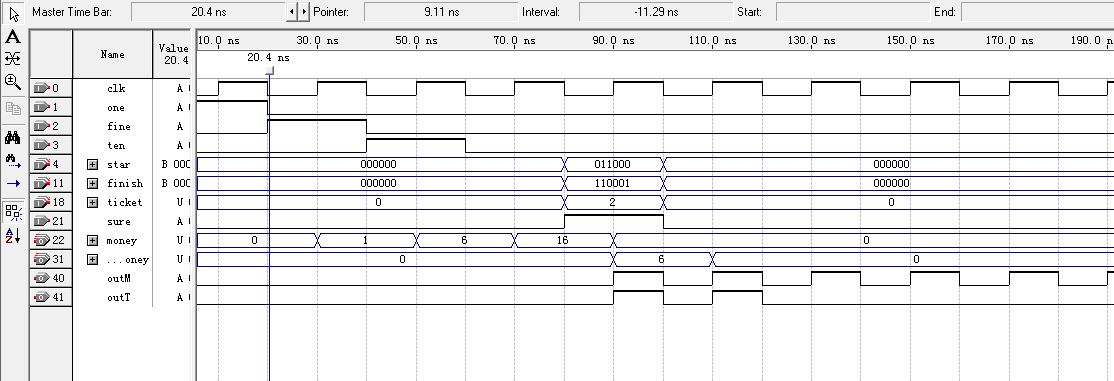 Master Time Bar: 20.4 ns Pointer: 9.11 ns Interval: -11.29 ns Start: End:
Name Value 20.4 10.0 ns 30.0 ns 50.0 ns 70.0 ns 90.0 ns 110.0 ns 130.0 ns 150.0 ns 170.0 ns 190.0 n
20.4 ns
0 clk A
1 one A
2 fine A
3 ten A
4 star B 000 000000 011000 000000
11 finish B 000 000000 110001 000000
18 ticket U 0 2 0
21 sure A
22 money U 0 1 6 16 0
31 ...oney U 0 6 0
40 outM A
41 outT A